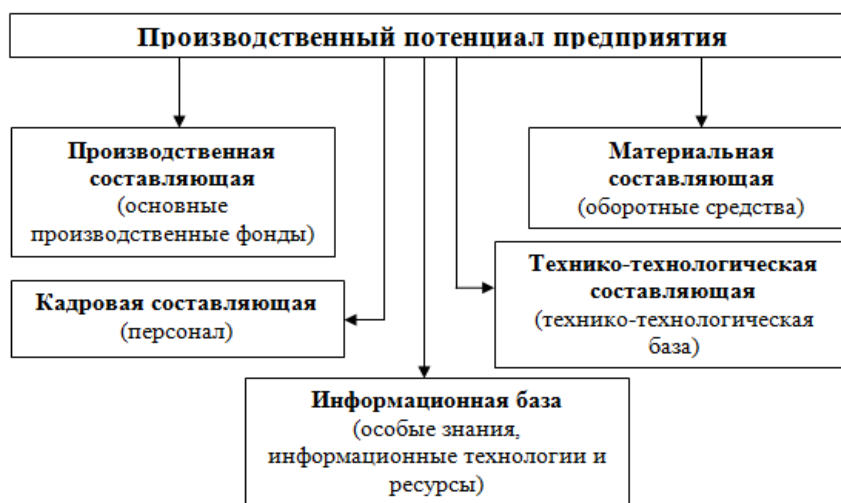 Производственный потенциал предприятия
Производственная
составляющая
(основные
производственные фонды)
Материальная
составляющая
(оборотные средства)
Кадровая составляющая
(персонал)
Технико-технологическая
составляющая
(технико-технологическая
база)
Информационная база
(особые знания,
информационные технологии и
ресурсы)